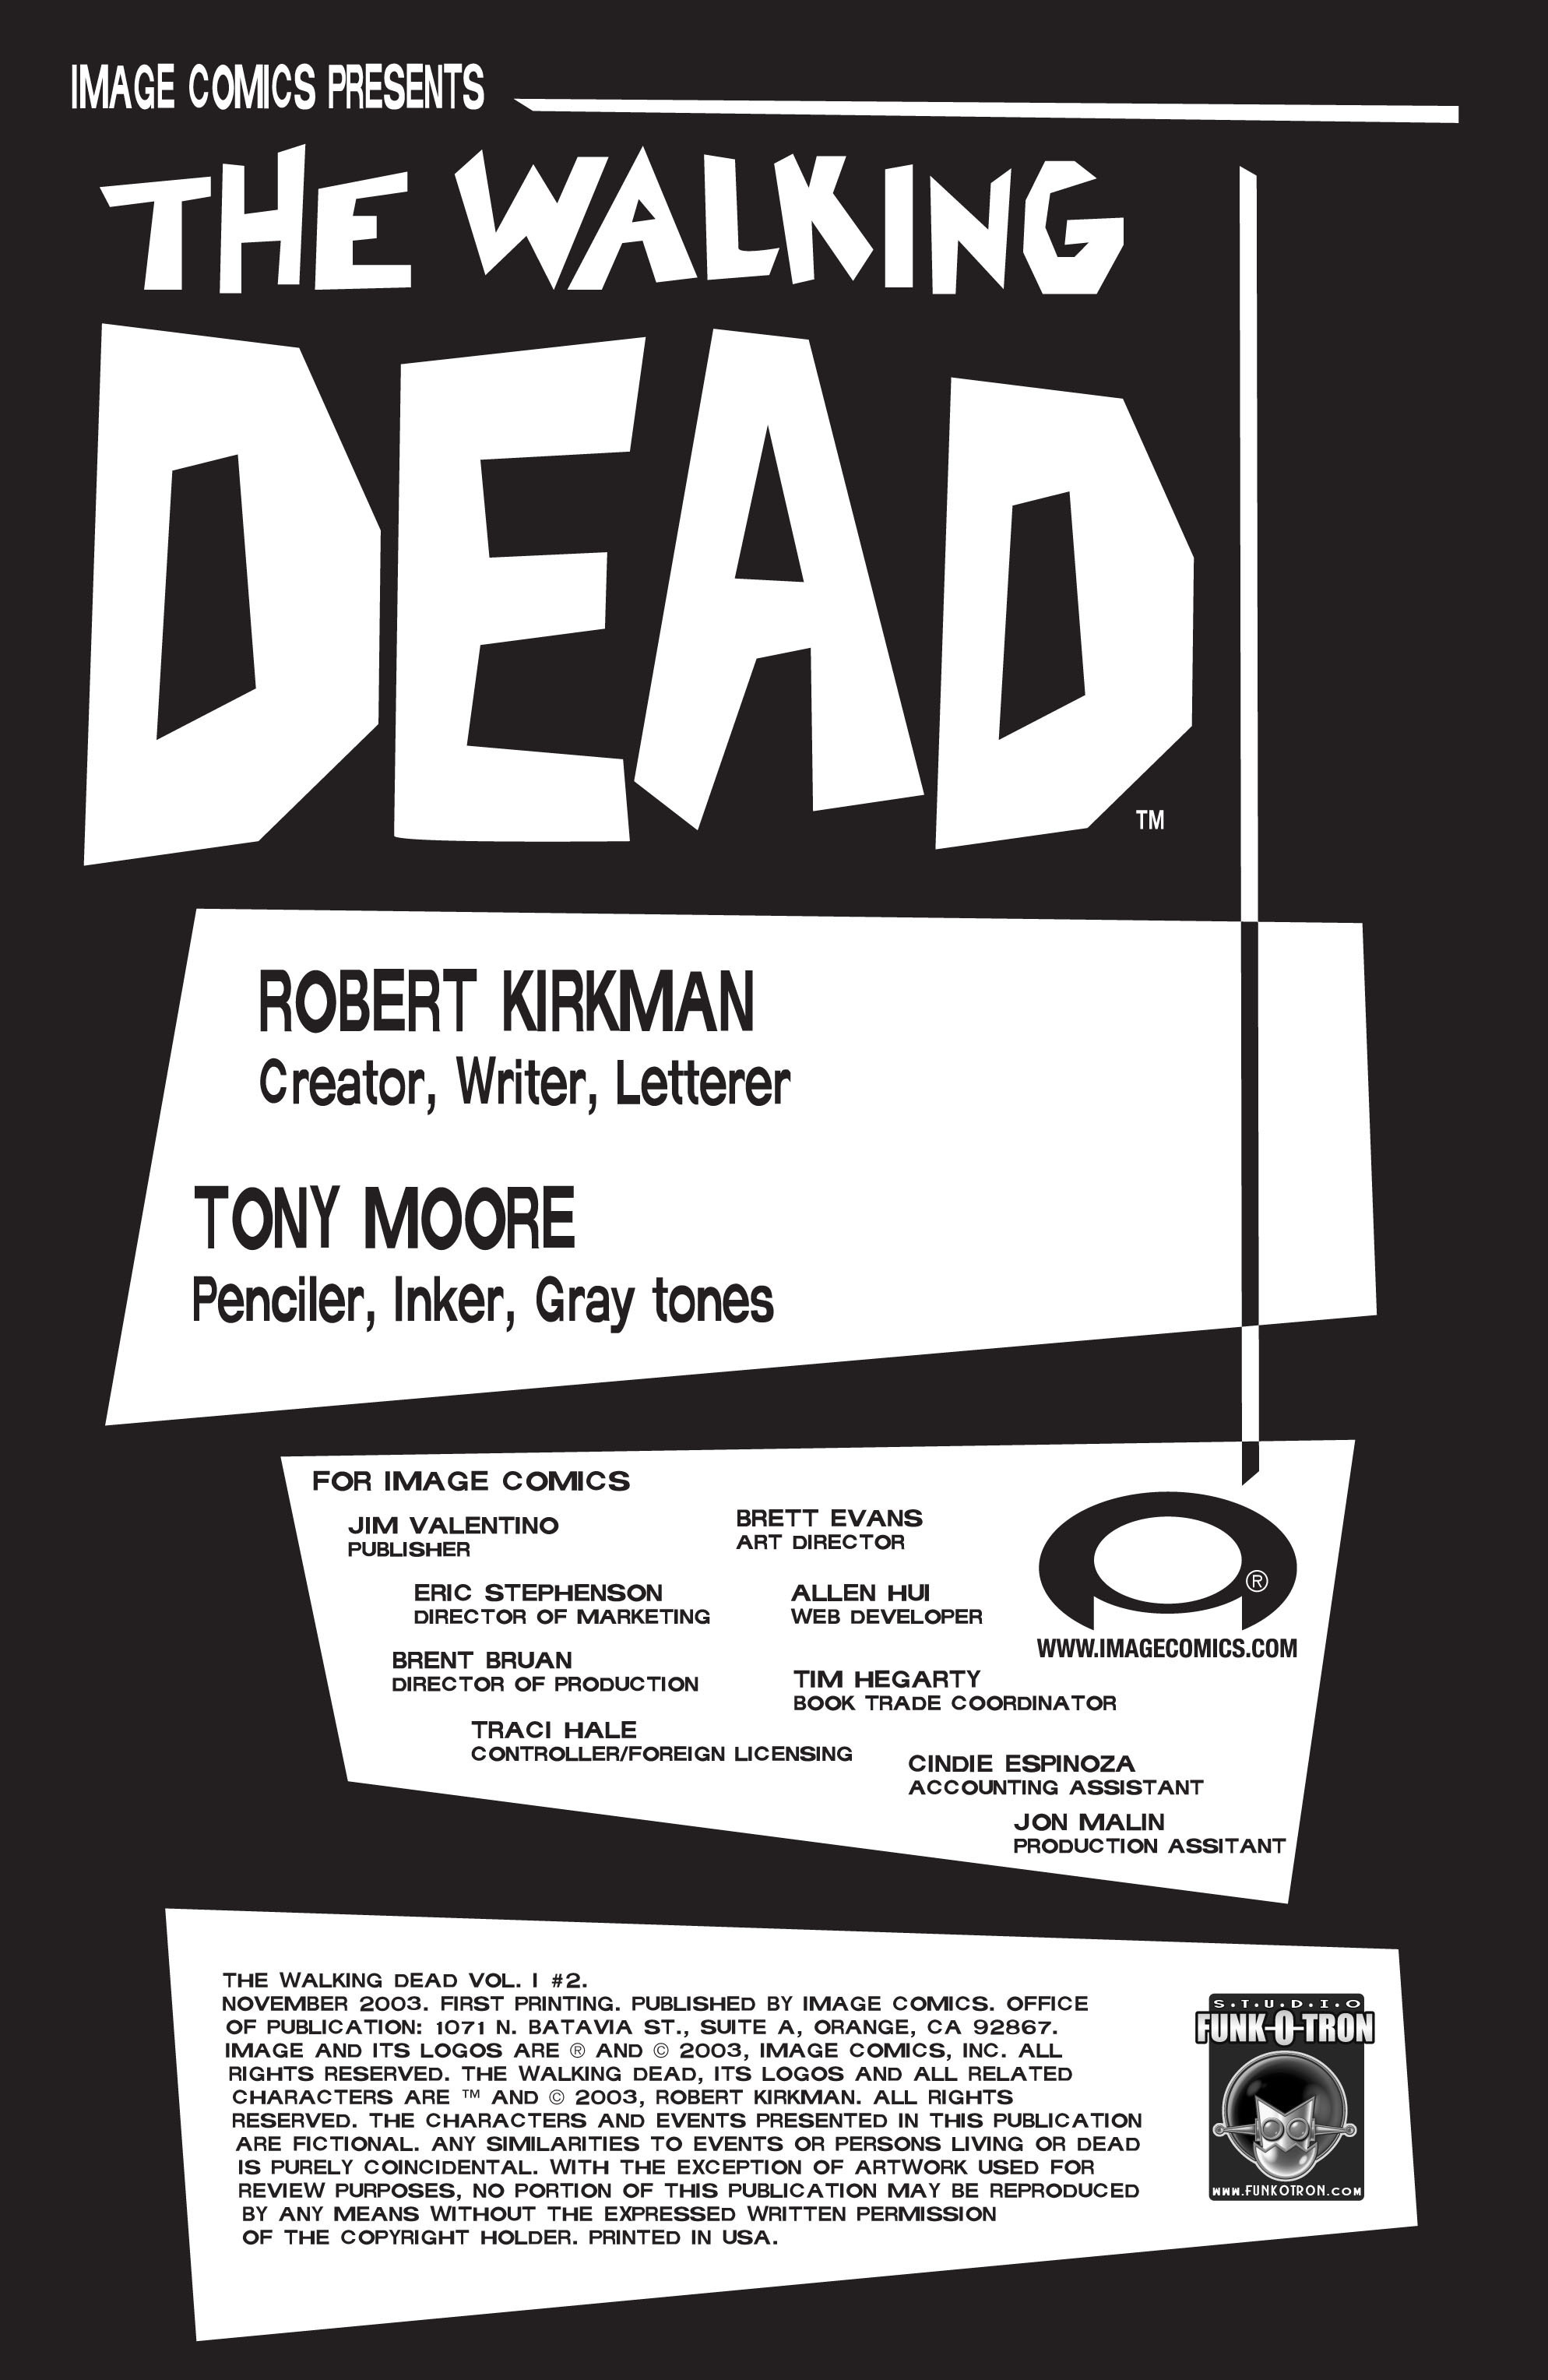 IMAGE COMICS PRESENTS
THE WALKING
DEAD
TM
ROBERT KIRKMAN
Creator, Writer, Letterer
TONY MOORE
Penciler, Inker, Gray tones
FOR IMAGE COMICS
JIM VALENTINO
PUBLISHER
ERIC STEPHENSON
DIRECTOR OF MARKETING
BRENT BRUAN
DIRECTOR OF PRODUCTION
TRACI HALE
CONTROLLER/FOREIGN LICENSING
BRETT EVANS
ART DIRECTOR
ALLEN HUI
WEB DEVELOPER
TIM HEGARTY
BOOK TRADE COORDINATOR
CINDIE ESPINOZA
ACCOUNTING ASSISTANT
JON MALIN
PRODUCTION ASSITANT
®
WWW.IMAGECOMICS.COM
THE WALKING DEAD VOL. I #2.
NOVEMBER 2003. FIRST PRINTING. PUBLISHED BY IMAGE COMICS. OFFICE
OF PUBLICATION: 1071 N. BATAVIA ST., SUITE A, ORANGE, CA 92867.
IMAGE AND ITS LOGOS ARE ® AND © 2003, IMAGE COMICS, INC. ALL
RIGHTS RESERVED. THE WALKING DEAD, ITS LOGOS AND ALL RELATED
CHARACTERS ARE ™ AND © 2003, ROBERT KIRKMAN. ALL RIGHTS
RESERVED. THE CHARACTERS AND EVENTS PRESENTED IN THIS PUBLICATION
ARE FICTIONAL. ANY SIMILARITIES TO EVENTS OR PERSONS LIVING OR DEAD
IS PURELY COINCIDENTAL. WITH THE EXCEPTION OF ARTWORK USED FOR
REVIEW PURPOSES, NO PORTION OF THIS PUBLICATION MAY BE REPRODUCED
BY ANY MEANS WITHOUT THE EXPRESSED WRITTEN PERMISSION
OF THE COPYRIGHT HOLDER. PRINTED IN USA.
S·T·U·D·I·O
FUNK-O-TRON
WWW.FUNKOTRON.COM